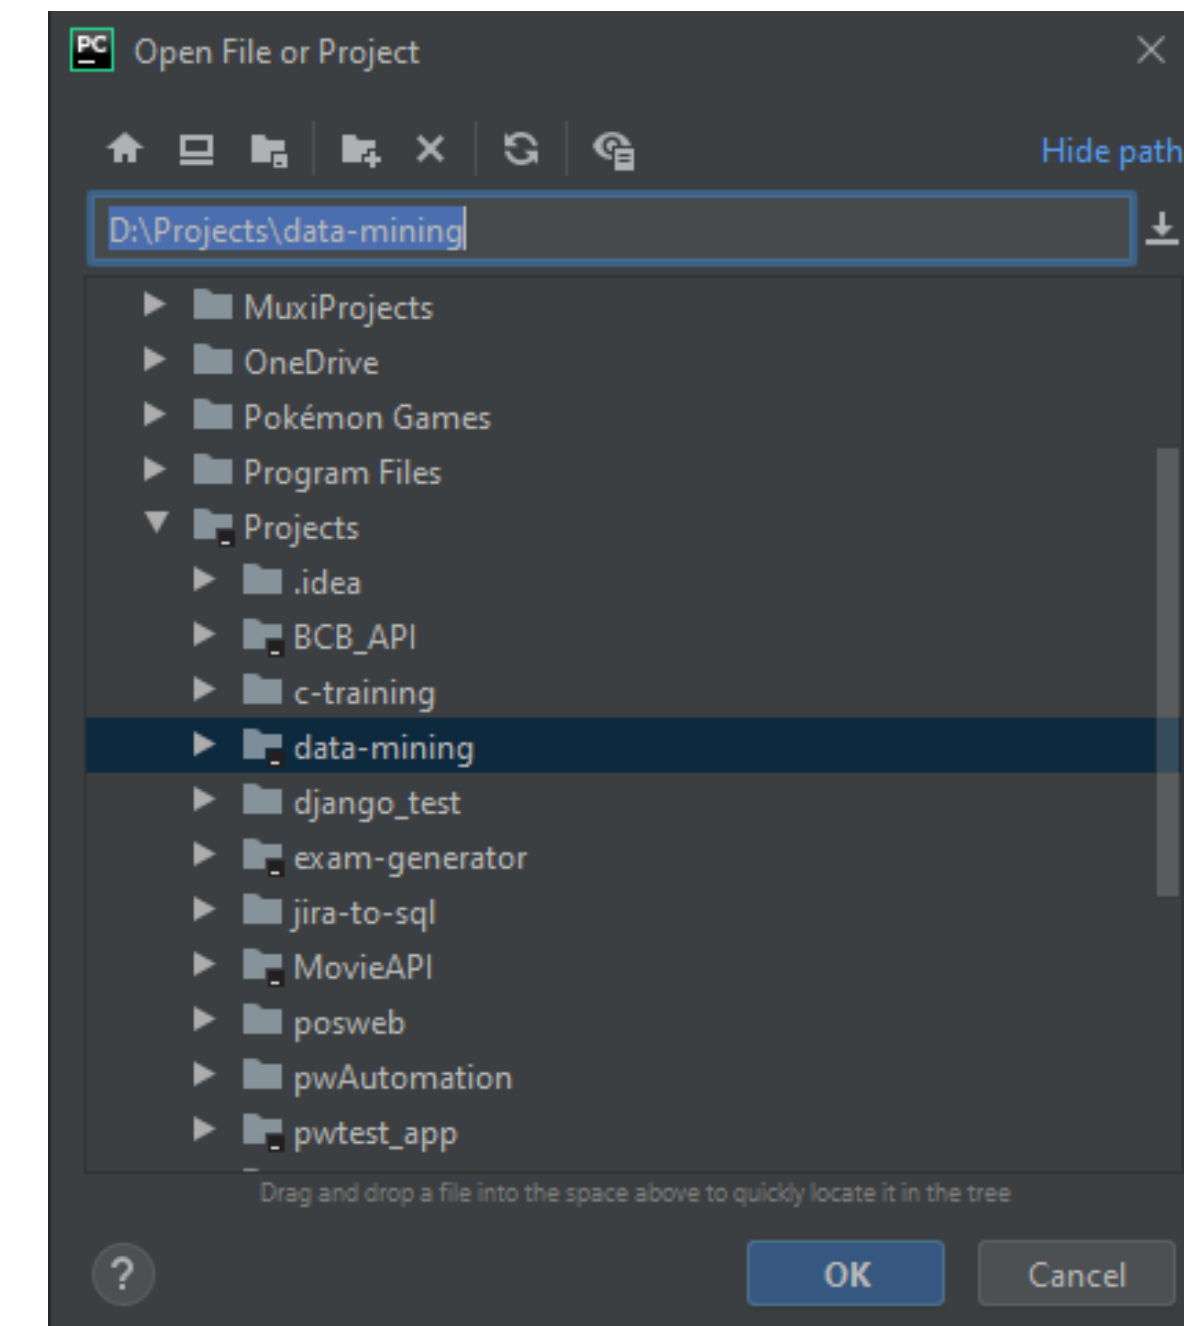 PC Open File or Project
Hide path
D:\Projects\data-mining
MuxiProjects
OneDrive
Pokémon Games
Program Files
Projects
.idea
BCB_API
c-training
data-mining
django_test
exam-generator
jira-to-sql
MovieAPI
posweb
pwAutomation
pwtest_app
Drag and drop a file into the space above to quickly locate it in the tree
? OK Cancel